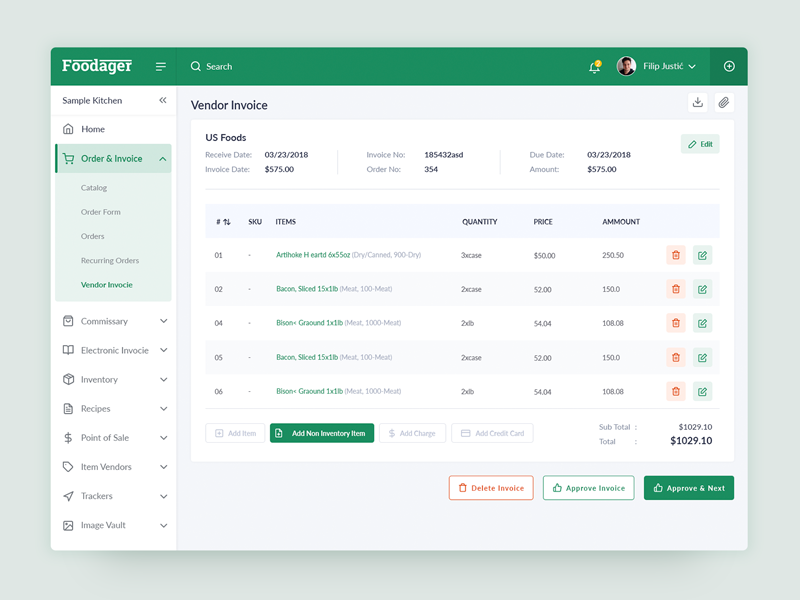 Foodager
Search
Filip Justić
Sample Kitchen
Home
Order & Invoice
Catalog
Order Form
Orders
Recurring Orders
Vendor Invocie
Commissary
Electronic Invocie
Inventory
Recipes
Point of Sale
Item Vendors
Trackers
Image Vault
Vendor Invoice
US Foods
Edit
Receive Date: 03/23/2018 Invoice No: 185432asd Due Date: 03/23/2018
Invoice Date: $575.00 Order No: 354 Amount: $575.00
# SKU ITEMS QUANTITY PRICE AMMOUNT
01 - Artihoke H eartd 6x55oz (Dry/Canned, 900-Dry) 3xcase $50.00 250.50
02 - Bacon, Sliced 15x1lb (Meat, 100-Meat) 2xcase 52.00 150.0
04 - Bison< Graound 1x1lb (Meat, 1000-Meat) 2xlb 54.04 108.08
05 - Bacon, Sliced 15x1lb (Meat, 100-Meat) 2xcase 52.00 150.0
06 - Bison< Graound 1x1lb (Meat, 1000-Meat) 2xlb 54.04 108.08
Add Item Add Non Inventory Item Add Charge Add Credit Card
Sub Total : $1029.10
Total : $1029.10
Delete Invoice Approve Invoice Approve & Next